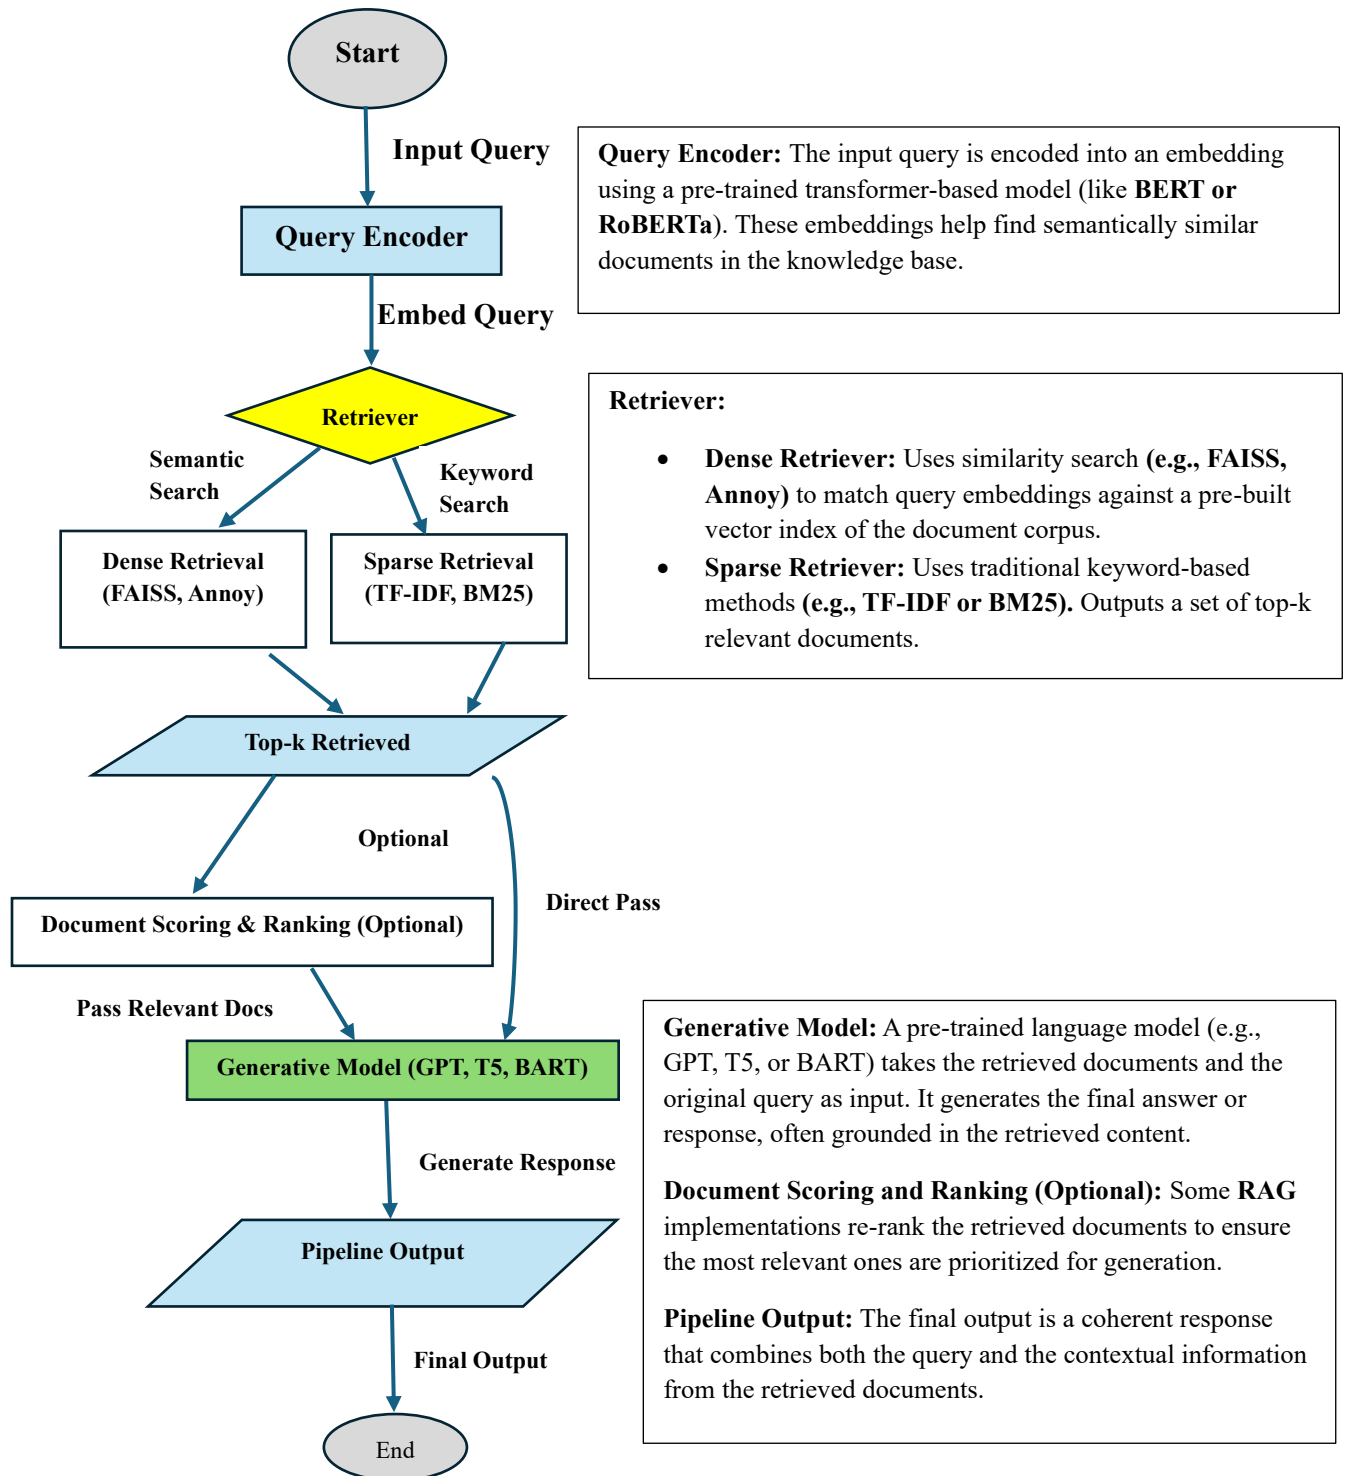 Start
Input Query
Query Encoder: The input query is encoded into an embedding
using a pre-trained transformer-based model (like BERT or
RoBERTa). These embeddings help find semantically similar
documents in the knowledge base.
Query Encoder
Embed Query
Retriever
Retriever:
• Dense Retriever: Uses similarity search (e.g., FAISS,
Annoy) to match query embeddings against a pre-built
vector index of the document corpus.
• Sparse Retriever: Uses traditional keyword-based
methods (e.g., TF-IDF or BM25). Outputs a set of top-k
relevant documents.
Semantic
Search
Keyword
Search
Dense Retrieval
(FAISS, Annoy)
Sparse Retrieval
(TF-IDF, BM25)
Top-k Retrieved
Optional
Direct Pass
Document Scoring & Ranking (Optional)
Pass Relevant Docs
Generative Model (GPT, T5, BART)
Generative Model: A pre-trained language model (e.g.,
GPT, T5, or BART) takes the retrieved documents and the
original query as input. It generates the final answer or
response, often grounded in the retrieved content.
Document Scoring and Ranking (Optional): Some RAG
implementations re-rank the retrieved documents to ensure
the most relevant ones are prioritized for generation.
Pipeline Output: The final output is a coherent response
that combines both the query and the contextual information
from the retrieved documents.
Generate Response
Pipeline Output
Final Output
End